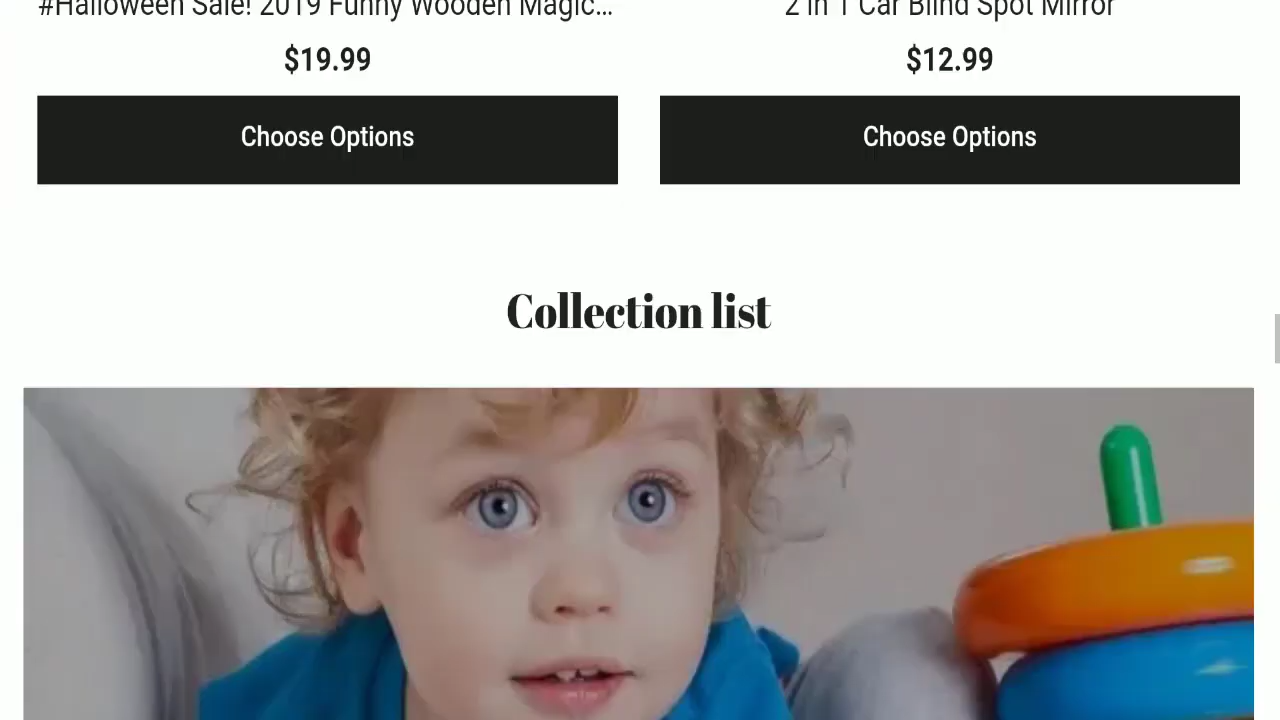 #Halloween Sale! 2019 Funny Wooden Magic...
2 in 1 Car Blind Spot Mirror
$19.99
$12.99
Choose Options
Choose Options
Collection list